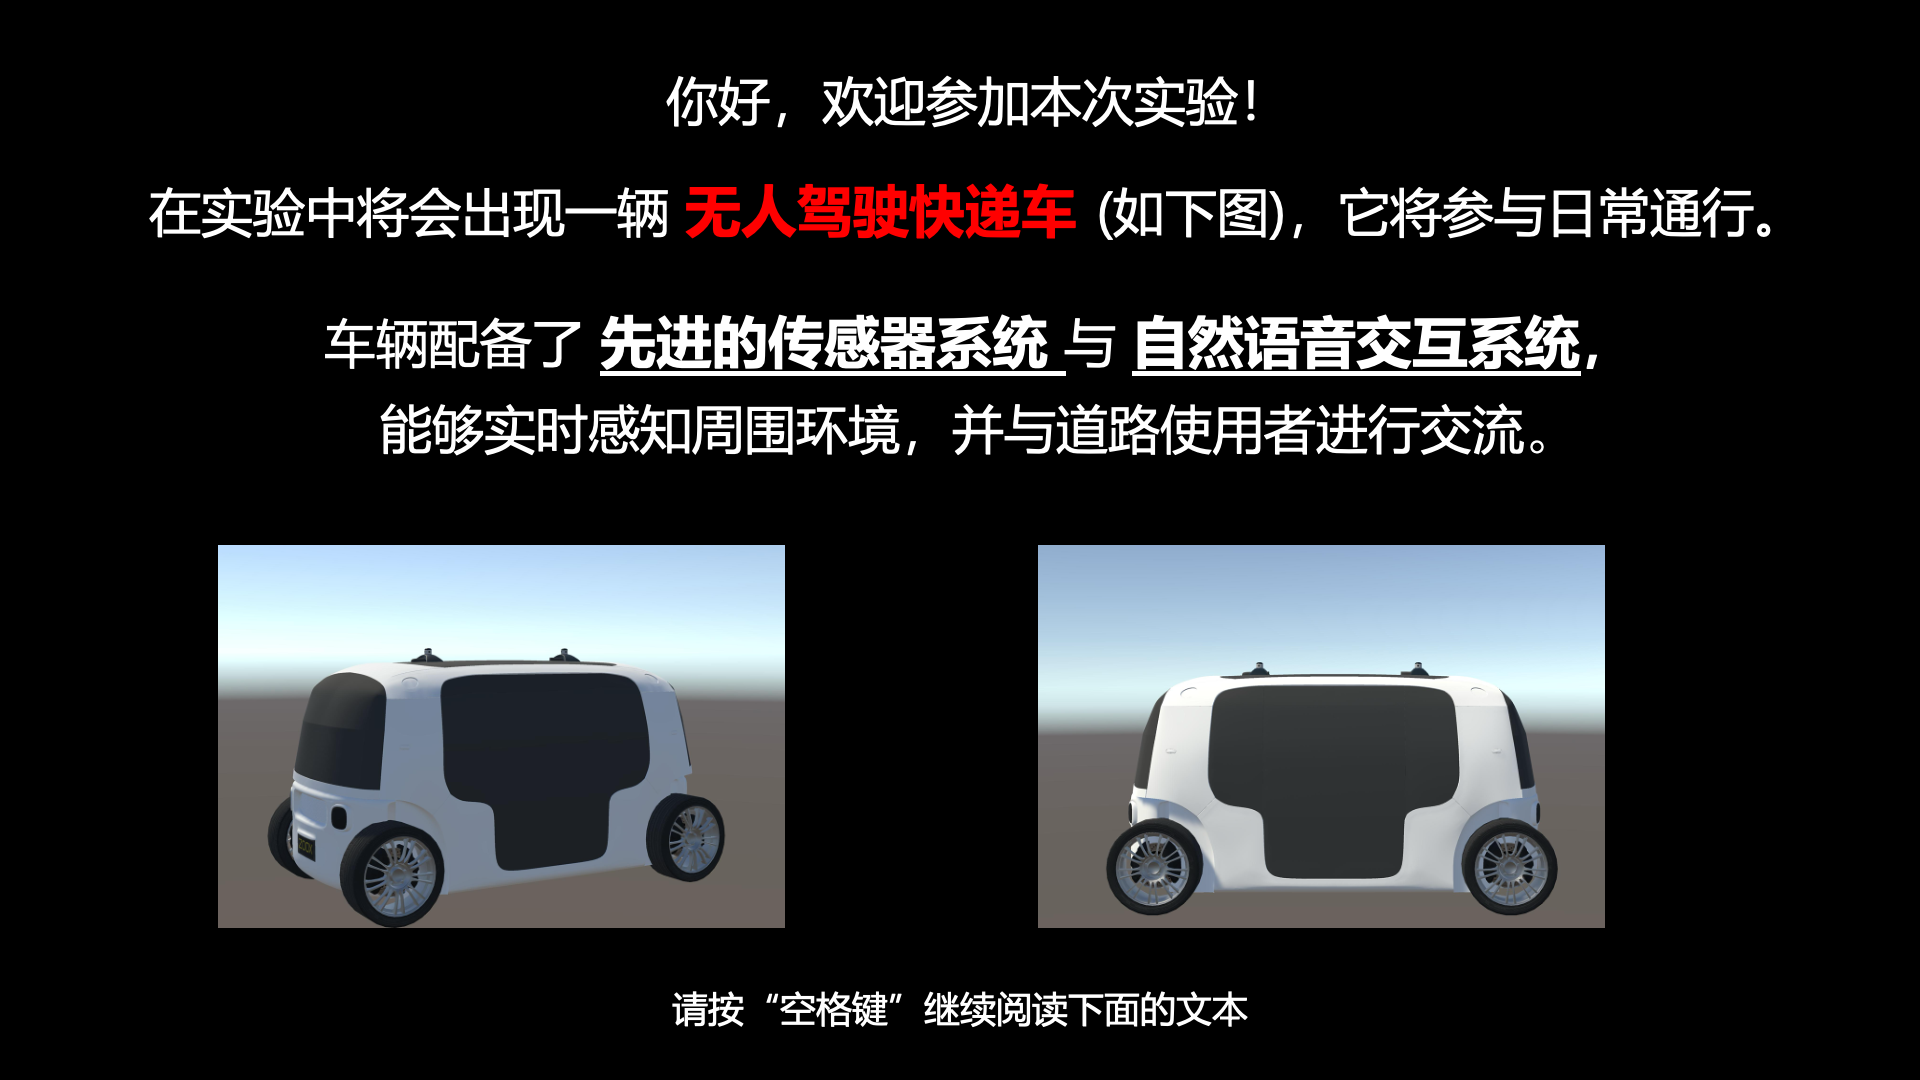 你好，欢迎参加本次实验！
在实验中将会出现一辆 无人驾驶快递车 (如下图)，它将参与日常通行。
车辆配备了 先进的传感器系统 与 自然语音交互系统，
能够实时感知周围环境，并与道路使用者进行交流。
请按“空格键”继续阅读下面的文本